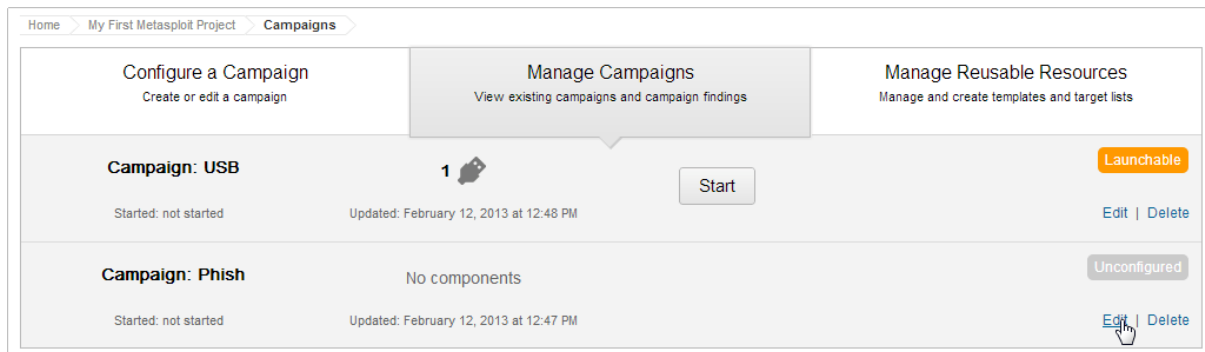 Home My First Metasploit Project Campaigns
Configure a Campaign
Create or edit a campaign
Manage Campaigns
View existing campaigns and campaign findings
Manage Reusable Resources
Manage and create templates and target lists
Campaign: USB
1
Start
Launchable
Started: not started
Updated: February 12, 2013 at 12:48 PM
Edit | Delete
Campaign: Phish
No components
Unconfigured
Started: not started
Updated: February 12, 2013 at 12:47 PM
Edit | Delete